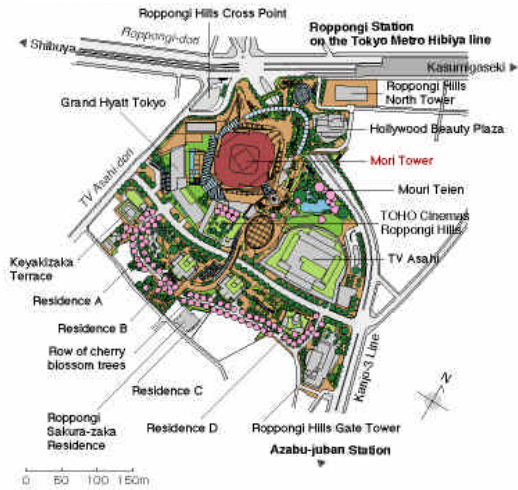 Roppongi Hills Cross Point
Roppongi Station
on the Tokyo Metro Hibiya line
Roppongi-dori
Shibuya
Kasumigaseki
Roppongi Hills
North Tower
Grand Hyatt Tokyo
Hollywood Beauty Plaza
Mori Tower
TV Asahi-dori
Mouri Teien
TOHO Cinemas
Roppongi Hills
TV Asahi
Keyakizaka
Terrace
Residence A
Residence B
Row of cherry
blossom trees
Residence C
Kanjo-3 Line
N
Roppongi
Sakura-zaka
Residence
Residence D
Roppongi Hills Gate Tower
Azabu-juban Station
0 50 100 150m